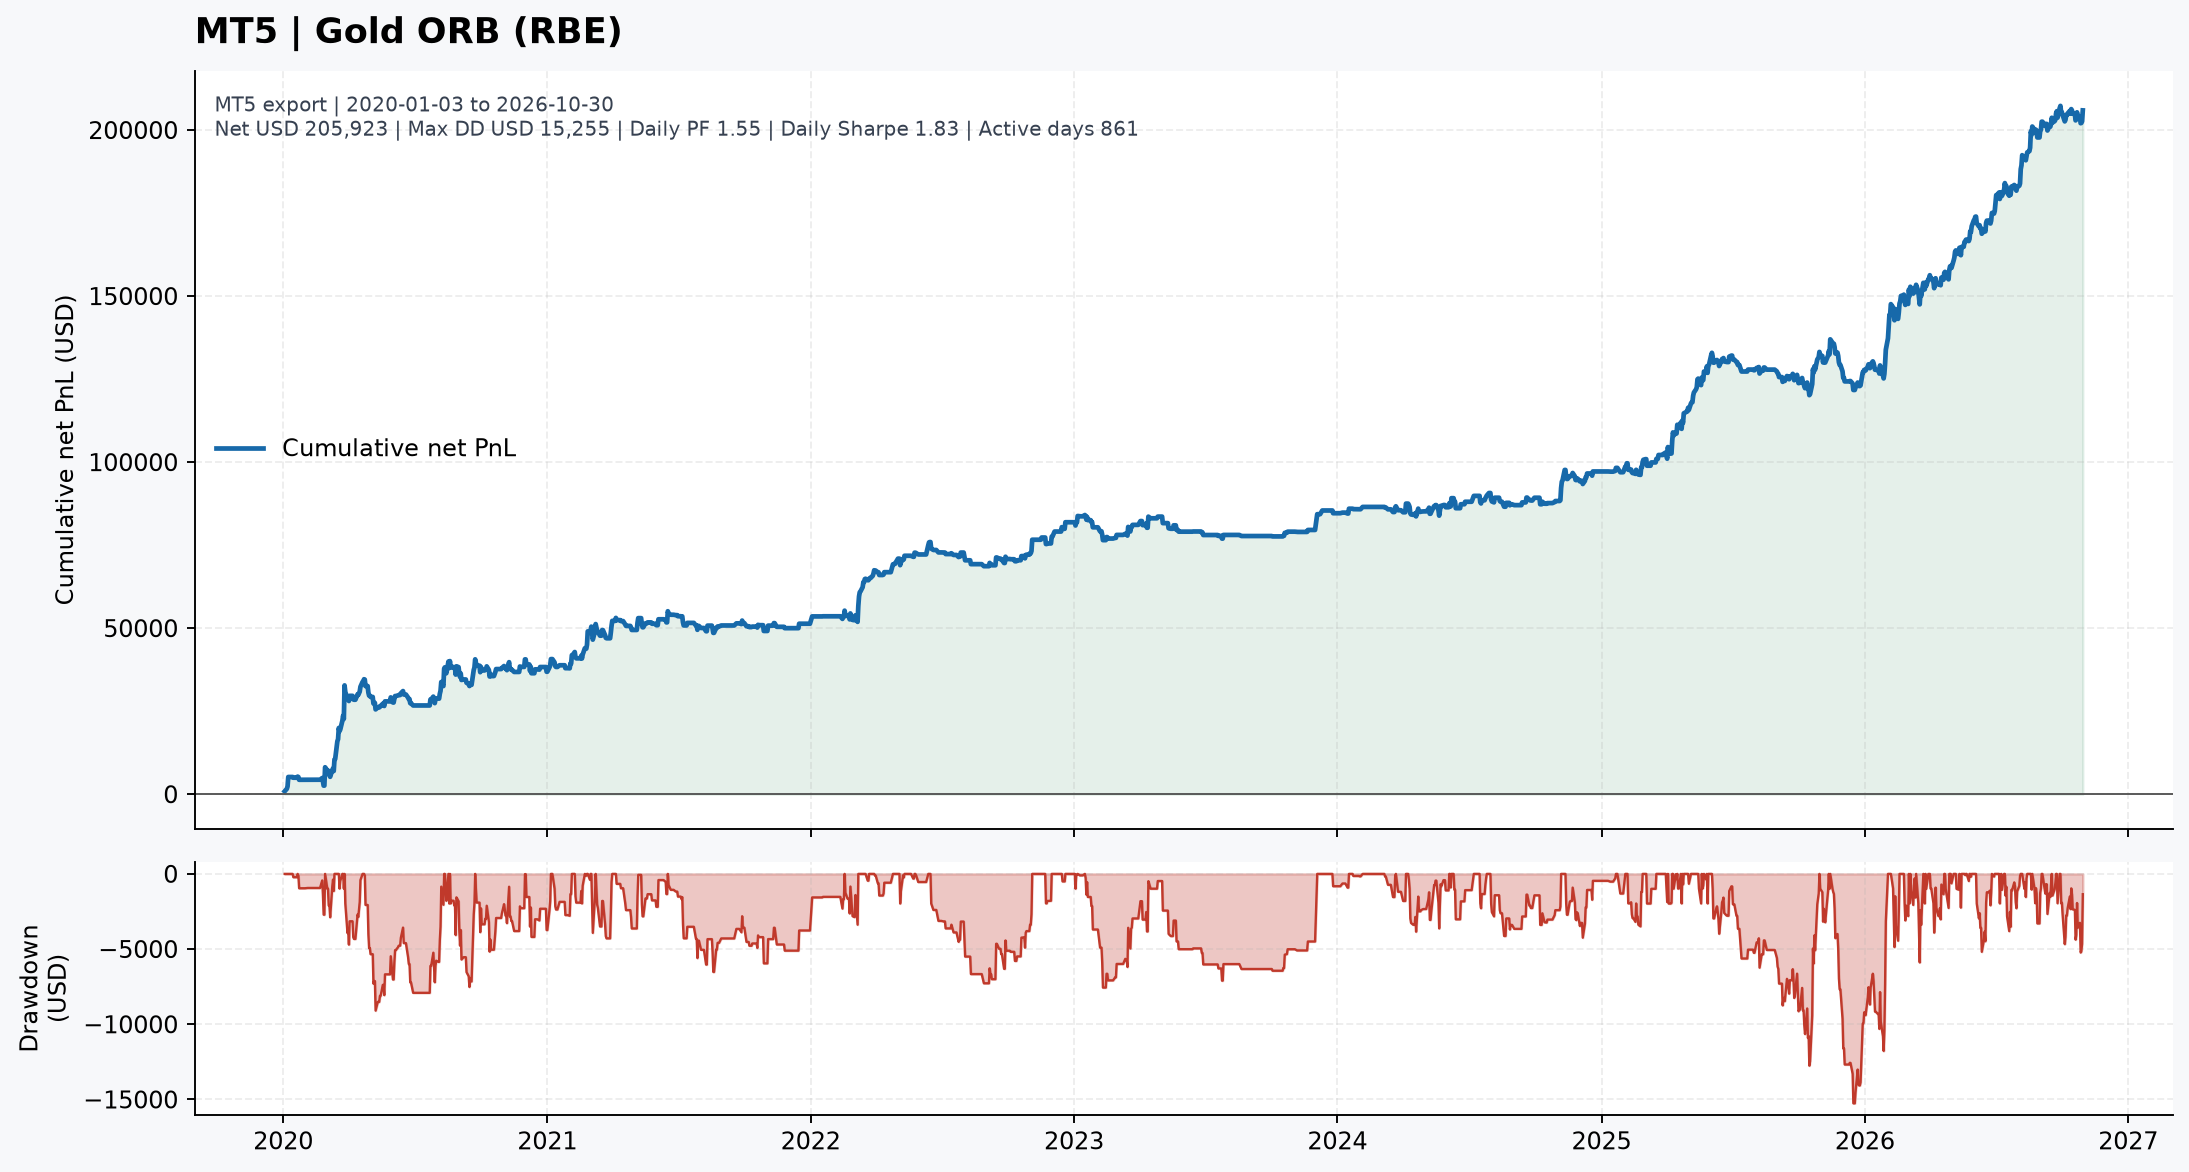 MT5 | Gold ORB (RBE)
MT5 export | 2020-01-03 to 2026-10-30
Net USD 205,923 | Max DD USD 15,255 | Daily PF 1.55 | Daily Sharpe 1.83 | Active days 861
Cumulative net PnL (USD)
200000
150000
100000
50000
0
Cumulative net PnL
Drawdown
(USD)
0
−5000
−10000
−15000
2020 2021 2022 2023 2024 2025 2026 2027